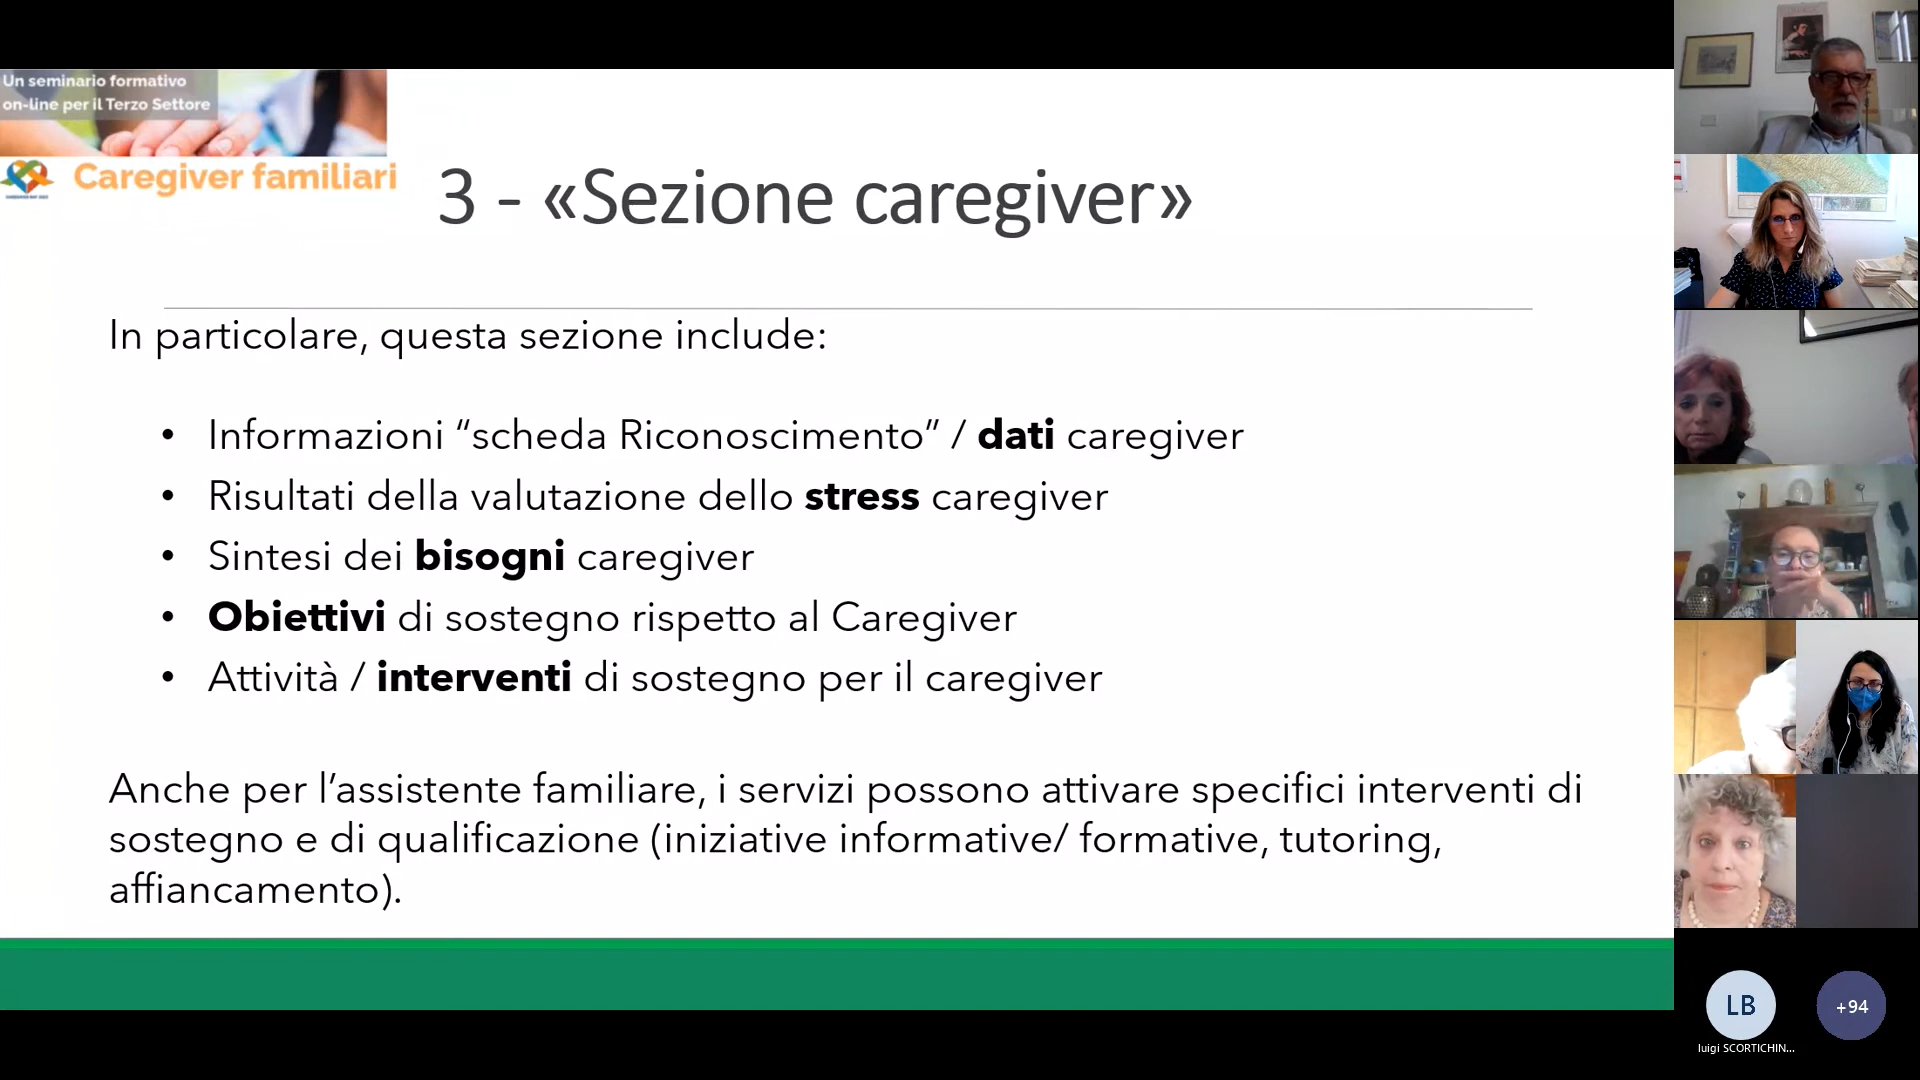 Un seminario formativo
on-line per il Terzo Settore
Caregiver familiari
3 - «Sezione caregiver»
In particolare, questa sezione include:
• Informazioni “scheda Riconoscimento” / dati caregiver
• Risultati della valutazione dello stress caregiver
• Sintesi dei bisogni caregiver
• Obiettivi di sostegno rispetto al Caregiver
• Attività / interventi di sostegno per il caregiver
Anche per l’assistente familiare, i servizi possono attivare specifici interventi di
sostegno e di qualificazione (iniziative informative/ formative, tutoring,
affiancamento).
LB
+94
luigi SCORTICHIN...